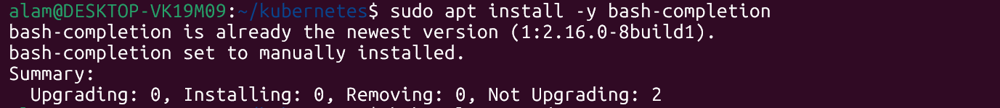 alam@DESKTOP-VK19M09:~/kubernetes$ sudo apt install -y bash-completion
bash-completion is already the newest version (1:2.16.0-8build1).
bash-completion set to manually installed.
Summary:
  Upgrading: 0, Installing: 0, Removing: 0, Not Upgrading: 2